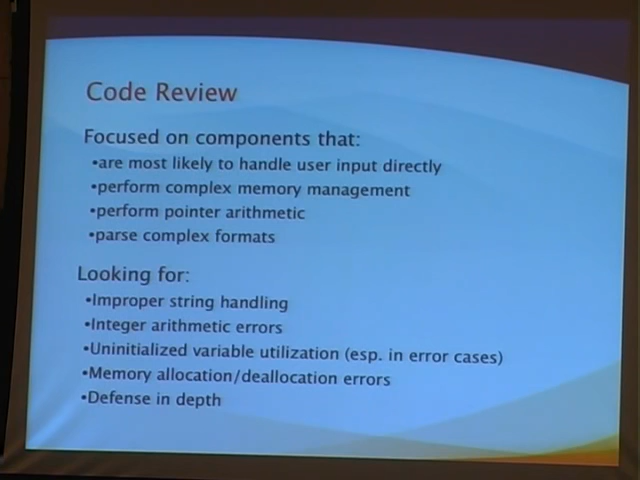 Code Review
Focused on components that:
•are most likely to handle user input directly
•perform complex memory management
•perform pointer arithmetic
•parse complex formats
Looking for:
•Improper string handling
•Integer arithmetic errors
•Uninitialized variable utilization (esp. in error cases)
•Memory allocation/deallocation errors
•Defense in depth